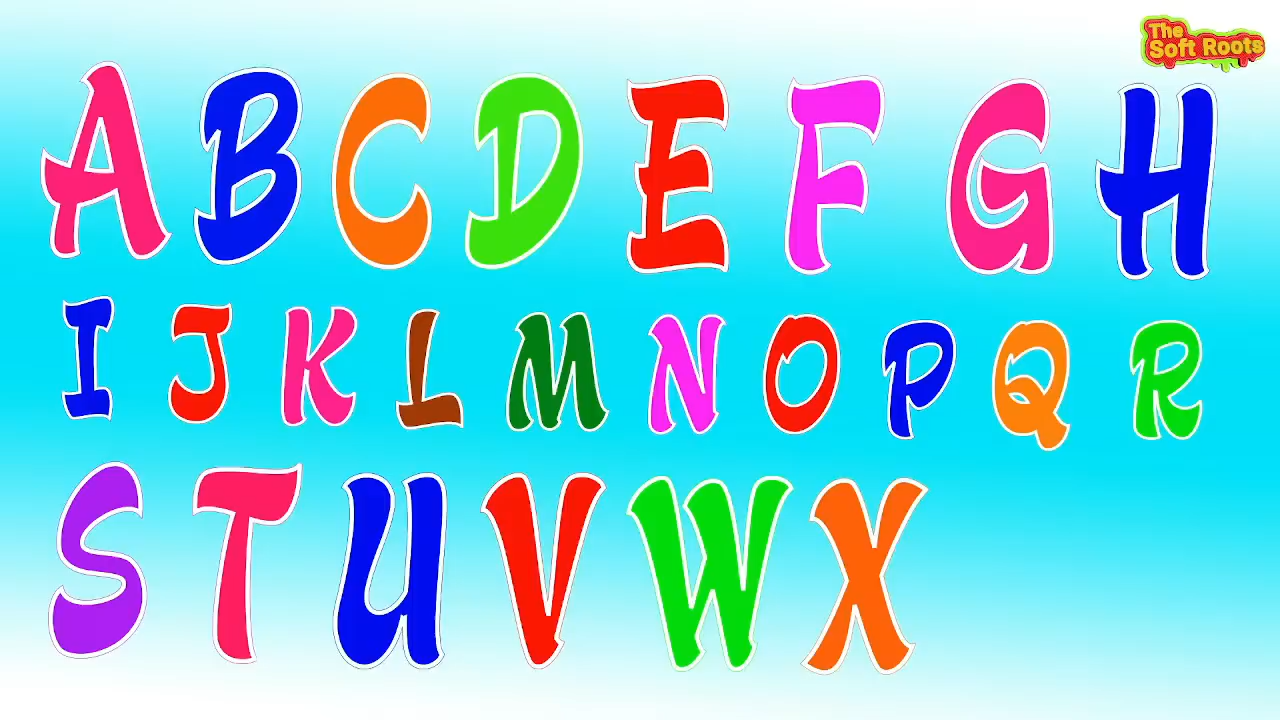 The
Soft Roots
A B C D E F G H
I J K L M N O P Q R
S T U V W X